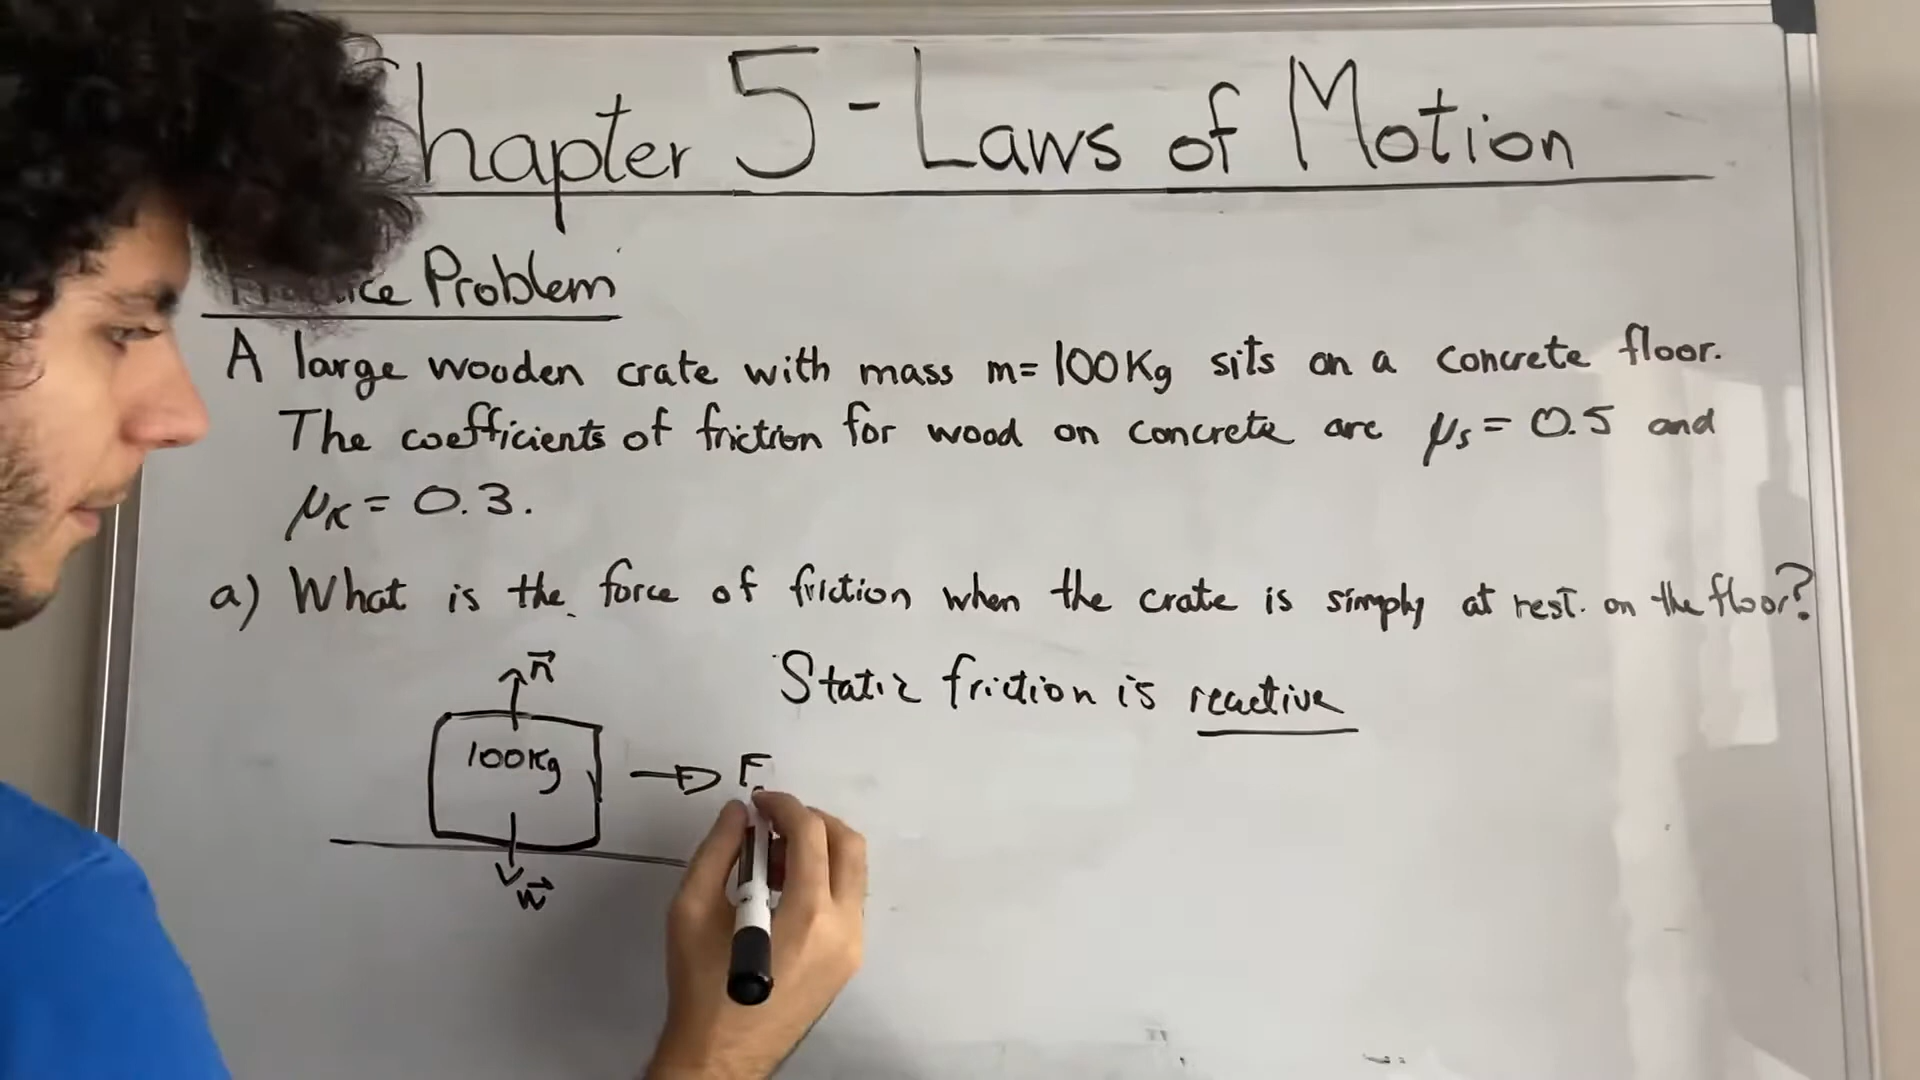 Chapter 5 - Laws of Motion
Practice Problem
A large wooden crate with mass m= 100Kg sits on a concrete floor.
The coefficients of friction for wood on concrete are μs = 0.5 and
μK = 0.3.
a) What is the force of friction when the crate is simply at rest. on the floor?
n⃗
Static friction is reactive
100Kg
F
w⃗